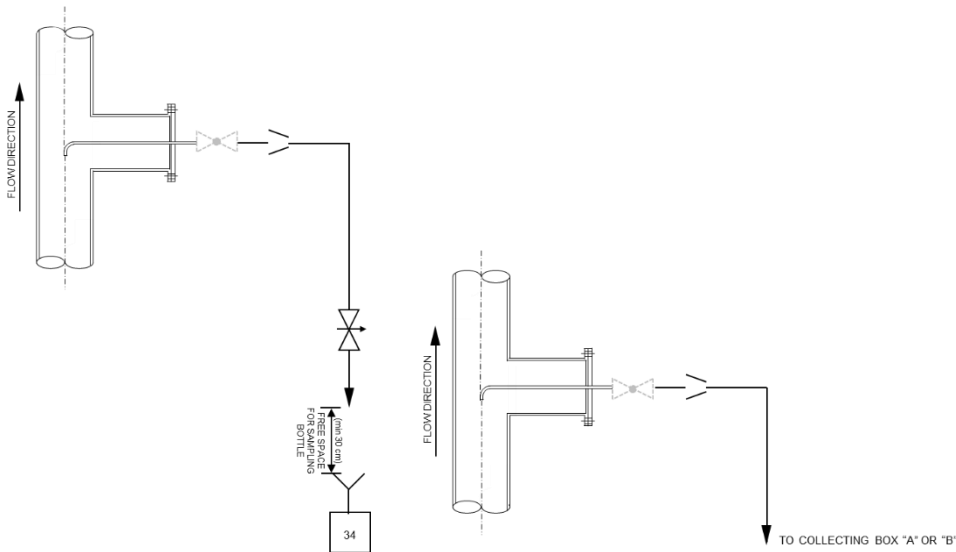 FLOW DIRECTION
(min 30 cm)
FREE SPACE
FOR SAMPLING
BOTTLE
34
FLOW DIRECTION
TO COLLECTING BOX "A" OR "B"